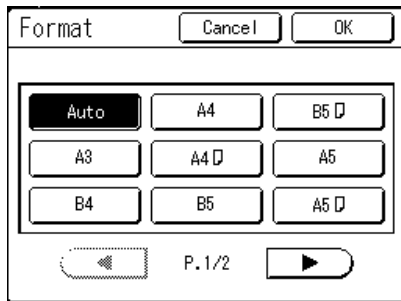 Format Cancel OK
Auto A4 B5
A3 A4 A5
B4 B5 A5
P.1/2